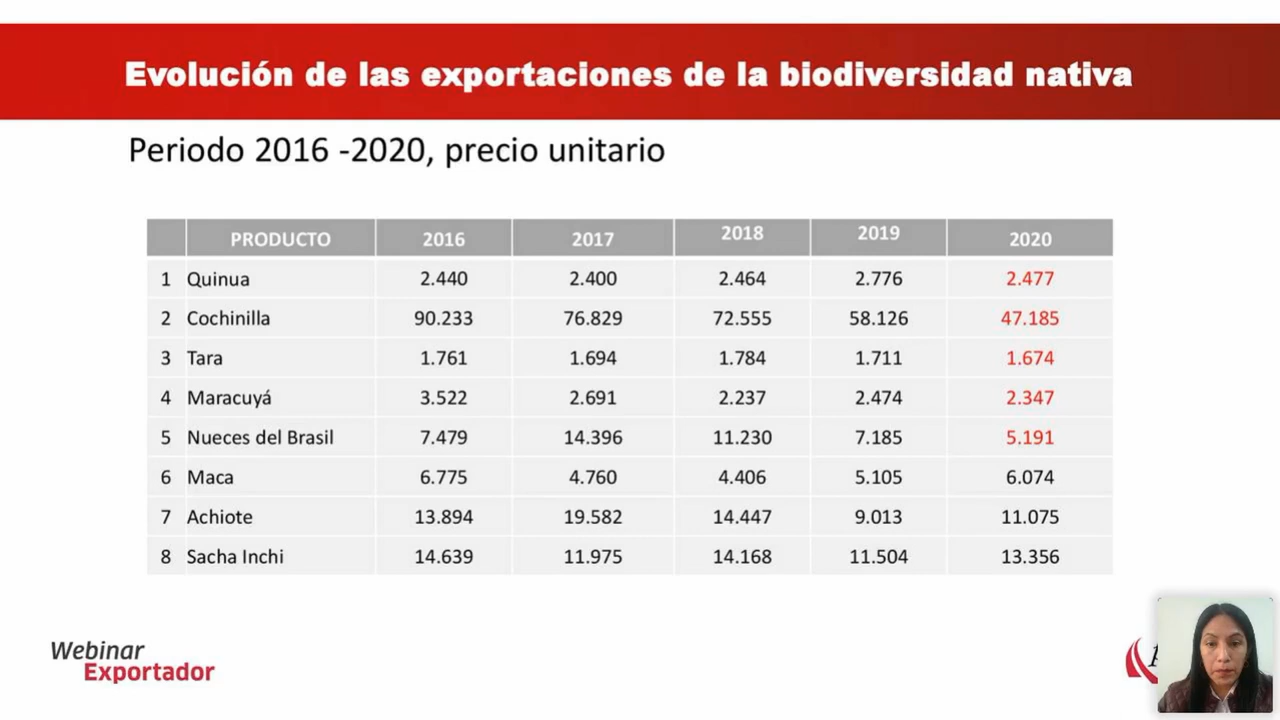 Evolución de las exportaciones de la biodiversidad nativa
Periodo 2016 -2020, precio unitario
PRODUCTO 2016 2017 2018 2019 2020
1 Quinua 2.440 2.400 2.464 2.776 2.477
2 Cochinilla 90.233 76.829 72.555 58.126 47.185
3 Tara 1.761 1.694 1.784 1.711 1.674
4 Maracuyá 3.522 2.691 2.237 2.474 2.347
5 Nueces del Brasil 7.479 14.396 11.230 7.185 5.191
6 Maca 6.775 4.760 4.406 5.105 6.074
7 Achiote 13.894 19.582 14.447 9.013 11.075
8 Sacha Inchi 14.639 11.975 14.168 11.504 13.356
Webinar
Exportador